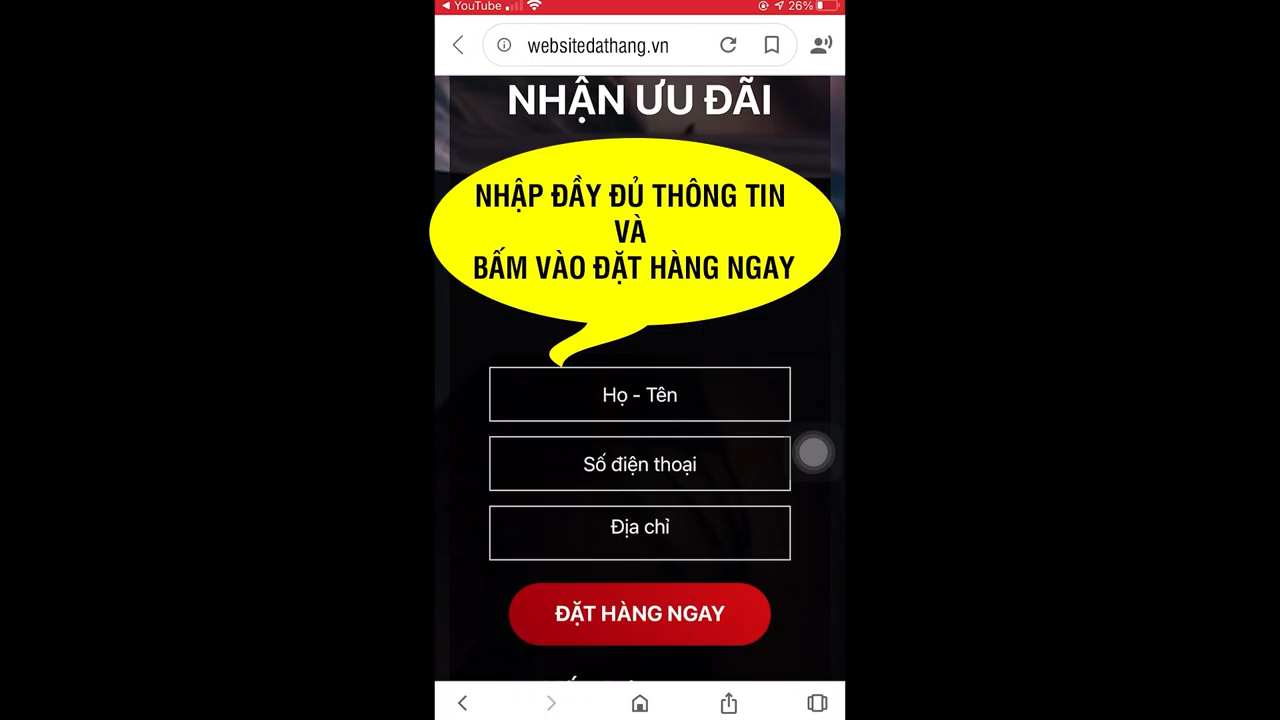 YouTube
26%
websitedathang.vn
NHẬN ƯU ĐÃI
NHẬP ĐẦY ĐỦ THÔNG TIN
VÀ
BẤM VÀO ĐẶT HÀNG NGAY
Họ - Tên
Số điện thoại
Địa chỉ
ĐẶT HÀNG NGAY